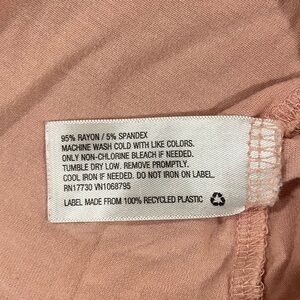 95% RAYON / 5% SPANDEX
MACHINE WASH COLD WITH LIKE COLORS.
ONLY NON-CHLORINE BLEACH IF NEEDED.
TUMBLE DRY LOW. REMOVE PROMPTLY.
COOL IRON IF NEEDED. DO NOT IRON ON LABEL.
RN17730 VN1068795
LABEL MADE FROM 100% RECYCLED PLASTIC